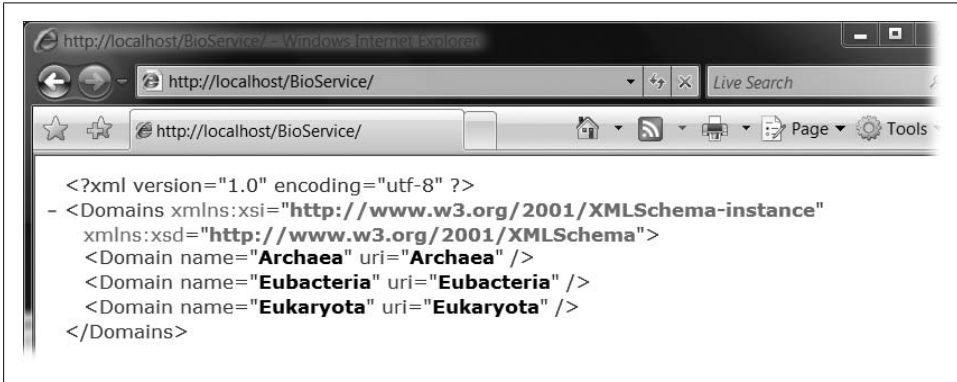 http://localhost/BioService/ - Windows Internet Explorer
http://localhost/BioService/
Live Search
http://localhost/BioService/
Page
Tools
<?xml version="1.0" encoding="utf-8" ?>
- <Domains xmlns:xsi="http://www.w3.org/2001/XMLSchema-instance"
xmlns:xsd="http://www.w3.org/2001/XMLSchema">
<Domain name="Archaea" uri="Archaea" />
<Domain name="Eubacteria" uri="Eubacteria" />
<Domain name="Eukaryota" uri="Eukaryota" />
</Domains>